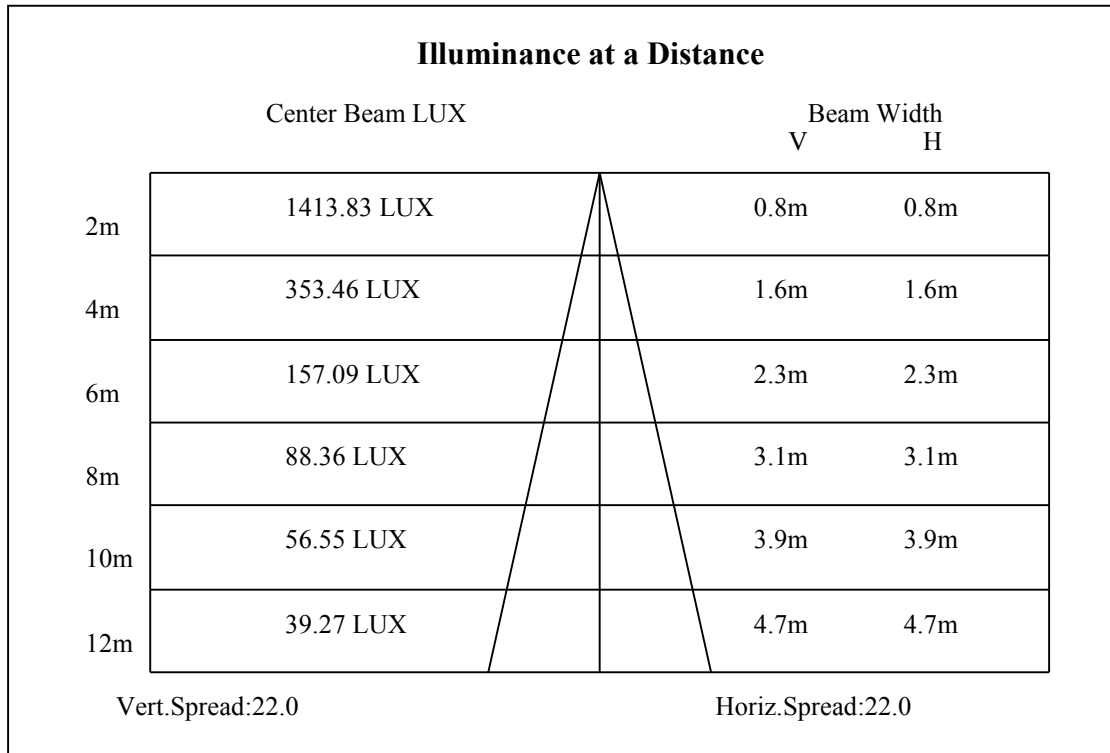 Illuminance at a Distance
Center Beam LUX Beam Width
V H
2m 1413.83 LUX 0.8m 0.8m
4m 353.46 LUX 1.6m 1.6m
6m 157.09 LUX 2.3m 2.3m
8m 88.36 LUX 3.1m 3.1m
10m 56.55 LUX 3.9m 3.9m
12m 39.27 LUX 4.7m 4.7m
Vert.Spread:22.0 Horiz.Spread:22.0